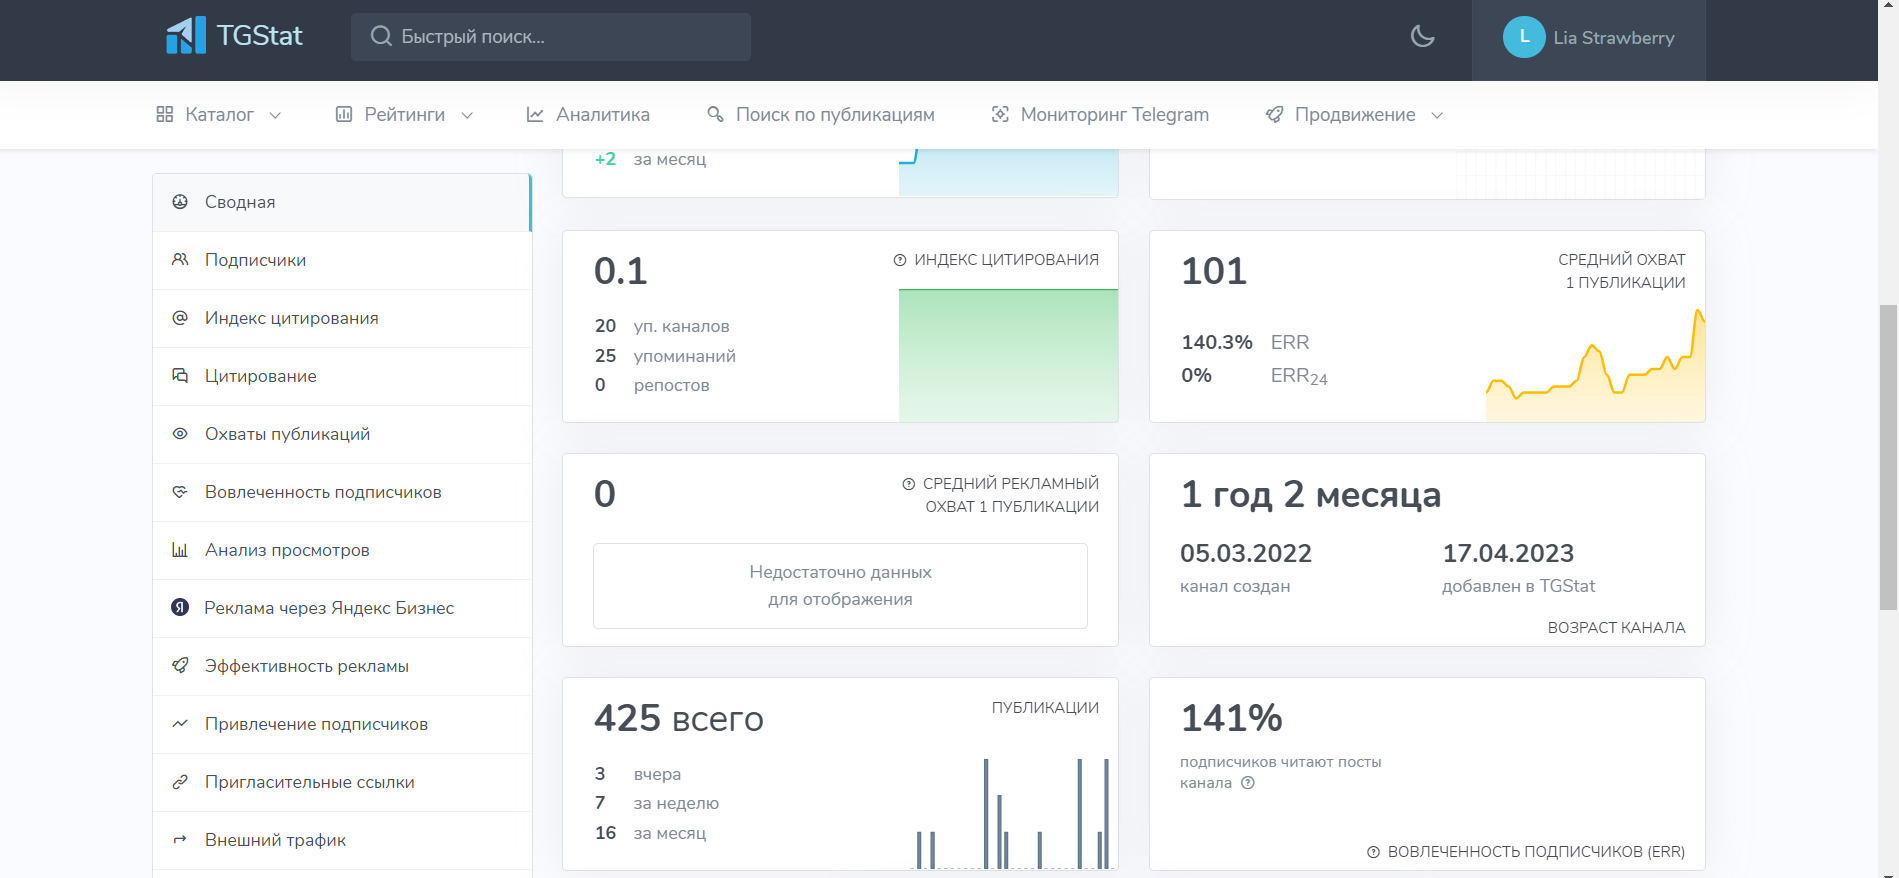 TGStat
Быстрый поиск...
L
Lia Strawberry
Каталог
Рейтинги
Аналитика
Поиск по публикациям
Мониторинг Telegram
Продвижение
Сводная
Подписчики
Индекс цитирования
Цитирование
Охваты публикаций
Вовлеченность подписчиков
Анализ просмотров
Я Реклама через Яндекс Бизнес
Эффективность рекламы
Привлечение подписчиков
Пригласительные ссылки
Внешний трафик
+2 за месяц
0.1
ИНДЕКС ЦИТИРОВАНИЯ
20 уп. каналов
25 упоминаний
0 репостов
101
СРЕДНИЙ ОХВАТ
1 ПУБЛИКАЦИИ
140.3% ERR
0% ERR24
0
СРЕДНИЙ РЕКЛАМНЫЙ
ОХВАТ 1 ПУБЛИКАЦИИ
Недостаточно данных
для отображения
1 год 2 месяца
05.03.2022
канал создан
17.04.2023
добавлен в TGStat
ВОЗРАСТ КАНАЛА
425 всего
ПУБЛИКАЦИИ
3 вчера
7 за неделю
16 за месяц
141%
подписчиков читают посты
канала
ВОВЛЕЧЕННОСТЬ ПОДПИСЧИКОВ (ERR)